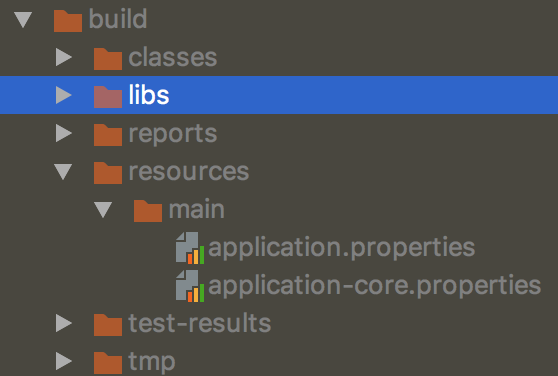 build
classes
libs
reports
resources
main
application.properties
application-core.properties
test-results
tmp